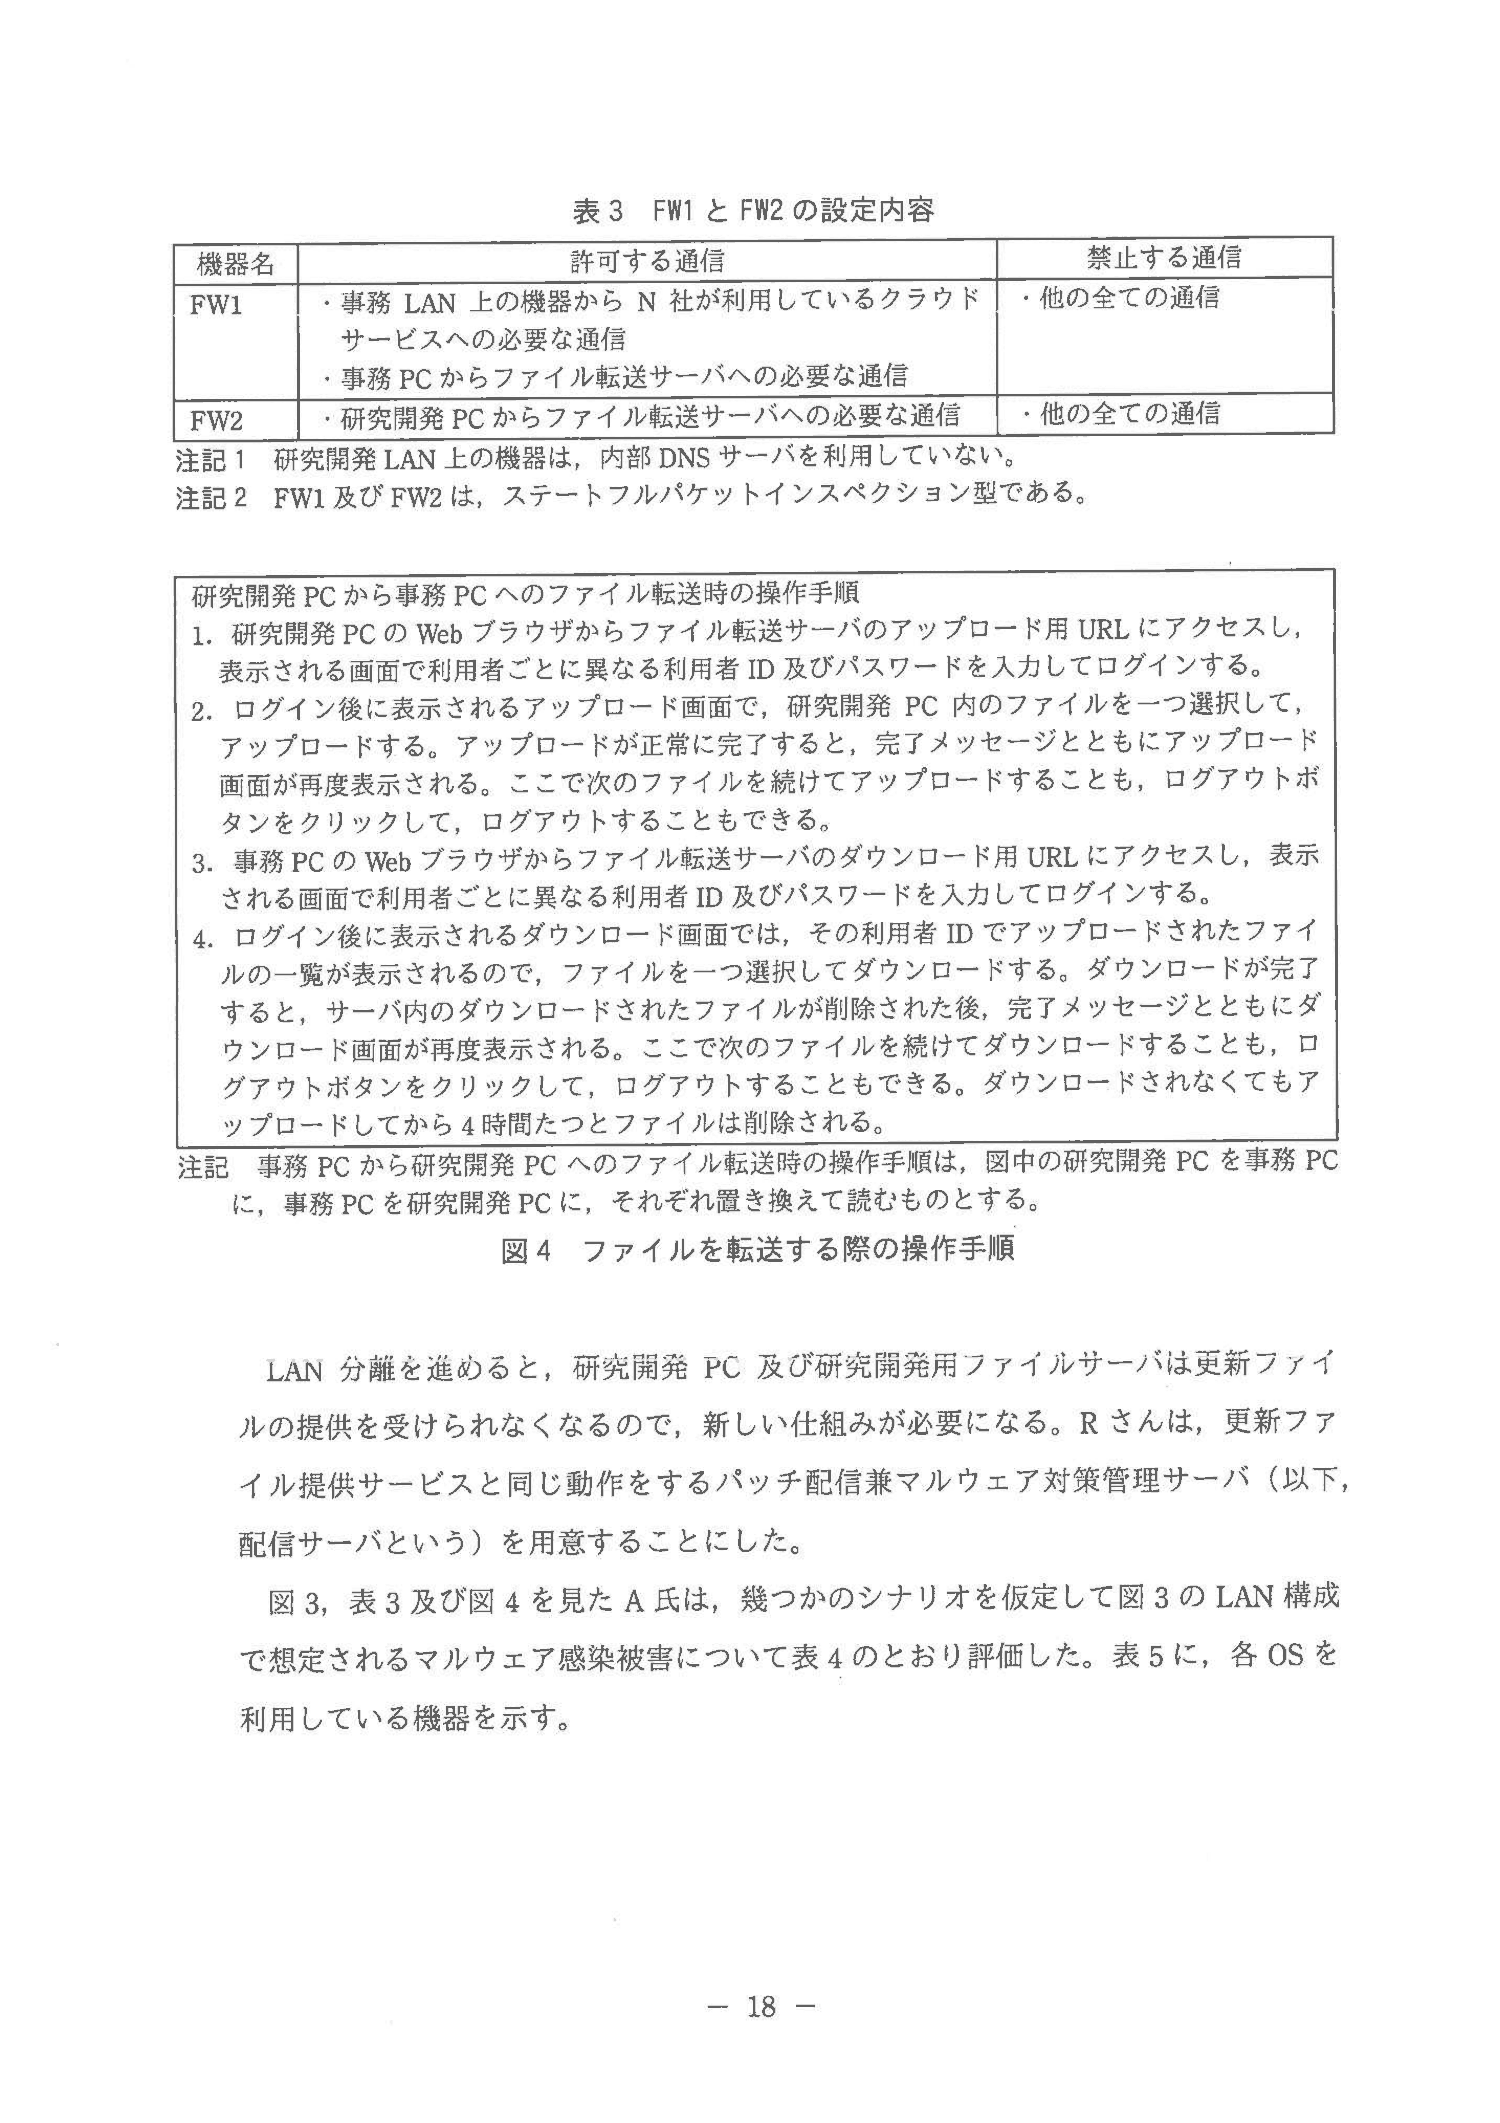 表3 FW1 と FW2 の設定内容
機器名 許可する通信 禁止する通信
FW1 ・事務 LAN 上の機器から N 社が利用しているクラウド ・他の全ての通信
サービスへの必要な通信
・事務 PC からファイル転送サーバへの必要な通信
FW2 ・研究開発 PC からファイル転送サーバへの必要な通信 ・他の全ての通信
注記1 研究開発 LAN 上の機器は，内部 DNS サーバを利用していない。
注記2 FW1 及び FW2 は，ステートフルパケットインスペクション型である。
研究開発 PC から事務 PC へのファイル転送時の操作手順
1. 研究開発 PC の Web ブラウザからファイル転送サーバのアップロード用 URL にアクセスし，
表示される画面で利用者ごとに異なる利用者 ID 及びパスワードを入力してログインする。
2. ログイン後に表示されるアップロード画面で，研究開発 PC 内のファイルを一つ選択して，
アップロードする。アップロードが正常に完了すると，完了メッセージとともにアップロード
画面が再度表示される。ここで次のファイルを続けてアップロードすることも，ログアウトボ
タンをクリックして，ログアウトすることもできる。
3. 事務 PC の Web ブラウザからファイル転送サーバのダウンロード用 URL にアクセスし，表示
される画面で利用者ごとに異なる利用者 ID 及びパスワードを入力してログインする。
4. ログイン後に表示されるダウンロード画面では，その利用者 ID でアップロードされたファイ
ルの一覧が表示されるので，ファイルを一つ選択してダウンロードする。ダウンロードが完了
すると，サーバ内のダウンロードされたファイルが削除された後，完了メッセージとともにダ
ウンロード画面が再度表示される。ここで次のファイルを続けてダウンロードすることも，ロ
グアウトボタンをクリックして，ログアウトすることもできる。ダウンロードされなくてもア
ップロードしてから 4 時間たつとファイルは削除される。
注記 事務 PC から研究開発 PC へのファイル転送時の操作手順は，図中の研究開発 PC を事務 PC
に，事務 PC を研究開発 PC に，それぞれ置き換えて読むものとする。
図4 ファイルを転送する際の操作手順
LAN 分離を進めると，研究開発 PC 及び研究開発用ファイルサーバは更新ファイ
ルの提供を受けられなくなるので，新しい仕組みが必要になる。R さんは，更新ファ
イル提供サービスと同じ動作をするパッチ配信兼マルウェア対策管理サーバ（以下，
配信サーバという）を用意することにした。
図 3，表 3 及び図 4 を見た A 氏は，幾つかのシナリオを仮定して図 3 の LAN 構成
で想定されるマルウェア感染被害について表 4 のとおり評価した。表 5 に，各 OS を
利用している機器を示す。
－ 18 －